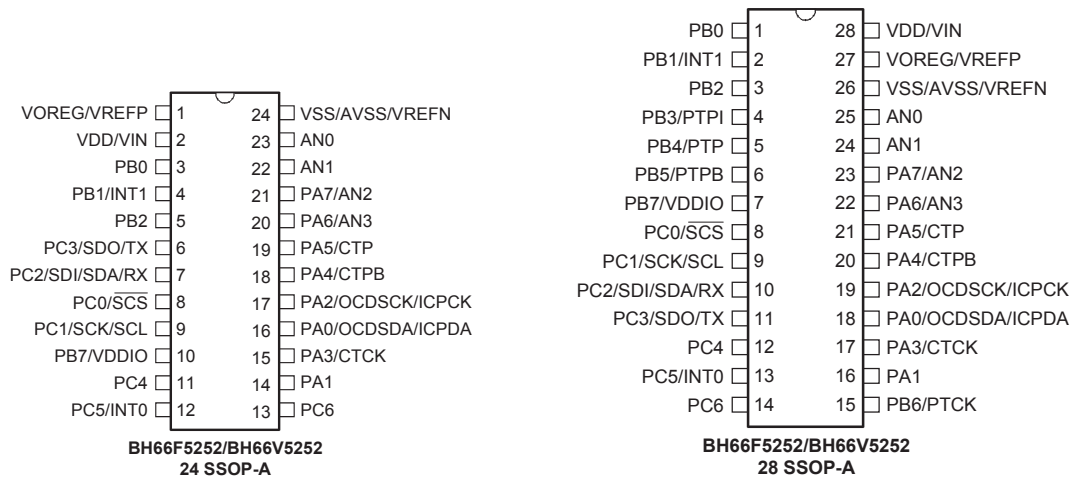 VOREG/VREFP 1 24 VSS/AVSS/VREFN
VDD/VIN 2 23 AN0
PB0 3 22 AN1
PB1/INT1 4 21 PA7/AN2
PB2 5 20 PA6/AN3
PC3/SDO/TX 6 19 PA5/CTP
PC2/SDI/SDA/RX 7 18 PA4/CTPB
PC0/SCS 8 17 PA2/OCDSCK/ICPCK
PC1/SCK/SCL 9 16 PA0/OCDSDA/ICPDA
PB7/VDDIO 10 15 PA3/CTCK
PC4 11 14 PA1
PC5/INT0 12 13 PC6
BH66F5252/BH66V5252
24 SSOP-A
PB0 1 28 VDD/VIN
PB1/INT1 2 27 VOREG/VREFP
PB2 3 26 VSS/AVSS/VREFN
PB3/PTPI 4 25 AN0
PB4/PTP 5 24 AN1
PB5/PTPB 6 23 PA7/AN2
PB7/VDDIO 7 22 PA6/AN3
PC0/SCS 8 21 PA5/CTP
PC1/SCK/SCL 9 20 PA4/CTPB
PC2/SDI/SDA/RX 10 19 PA2/OCDSCK/ICPCK
PC3/SDO/TX 11 18 PA0/OCDSDA/ICPDA
PC4 12 17 PA3/CTCK
PC5/INT0 13 16 PA1
PC6 14 15 PB6/PTCK
BH66F5252/BH66V5252
28 SSOP-A